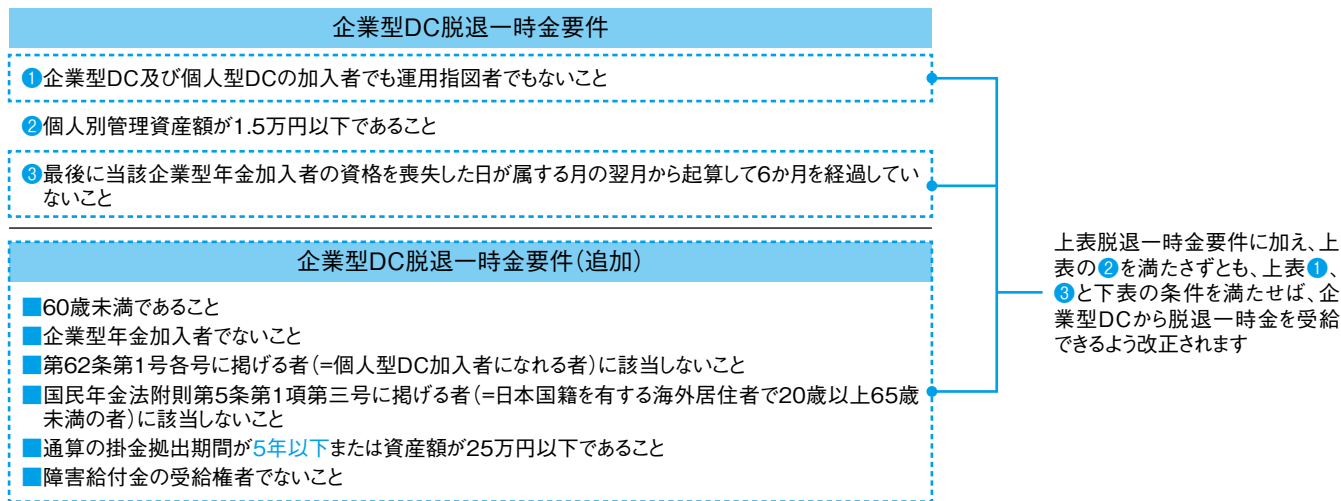 企業型DC脱退一時金要件
❶企業型DC及び個人型DCの加入者でも運用指図者でもないこと
❷個人別管理資産額が1.5万円以下であること
❸最後に当該企業型年金加入者の資格を喪失した日が属する月の翌月から起算して6か月を経過してい
ないこと
企業型DC脱退一時金要件（追加）
■60歳未満であること
■企業型年金加入者でないこと
■第62条第1号各号に掲げる者（=個人型DC加入者になれる者）に該当しないこと
■国民年金法附則第5条第1項第三号に掲げる者（=日本国籍を有する海外居住者で20歳以上65歳
未満の者）に該当しないこと
■通算の掛金拠出期間が5年以下または資産額が25万円以下であること
■障害給付金の受給権者でないこと
上表脱退一時金要件に加え、上
表の❷を満たさずとも、上表❶、
❸と下表の条件を満たせば、企
業型DCから脱退一時金を受給
できるよう改正されます